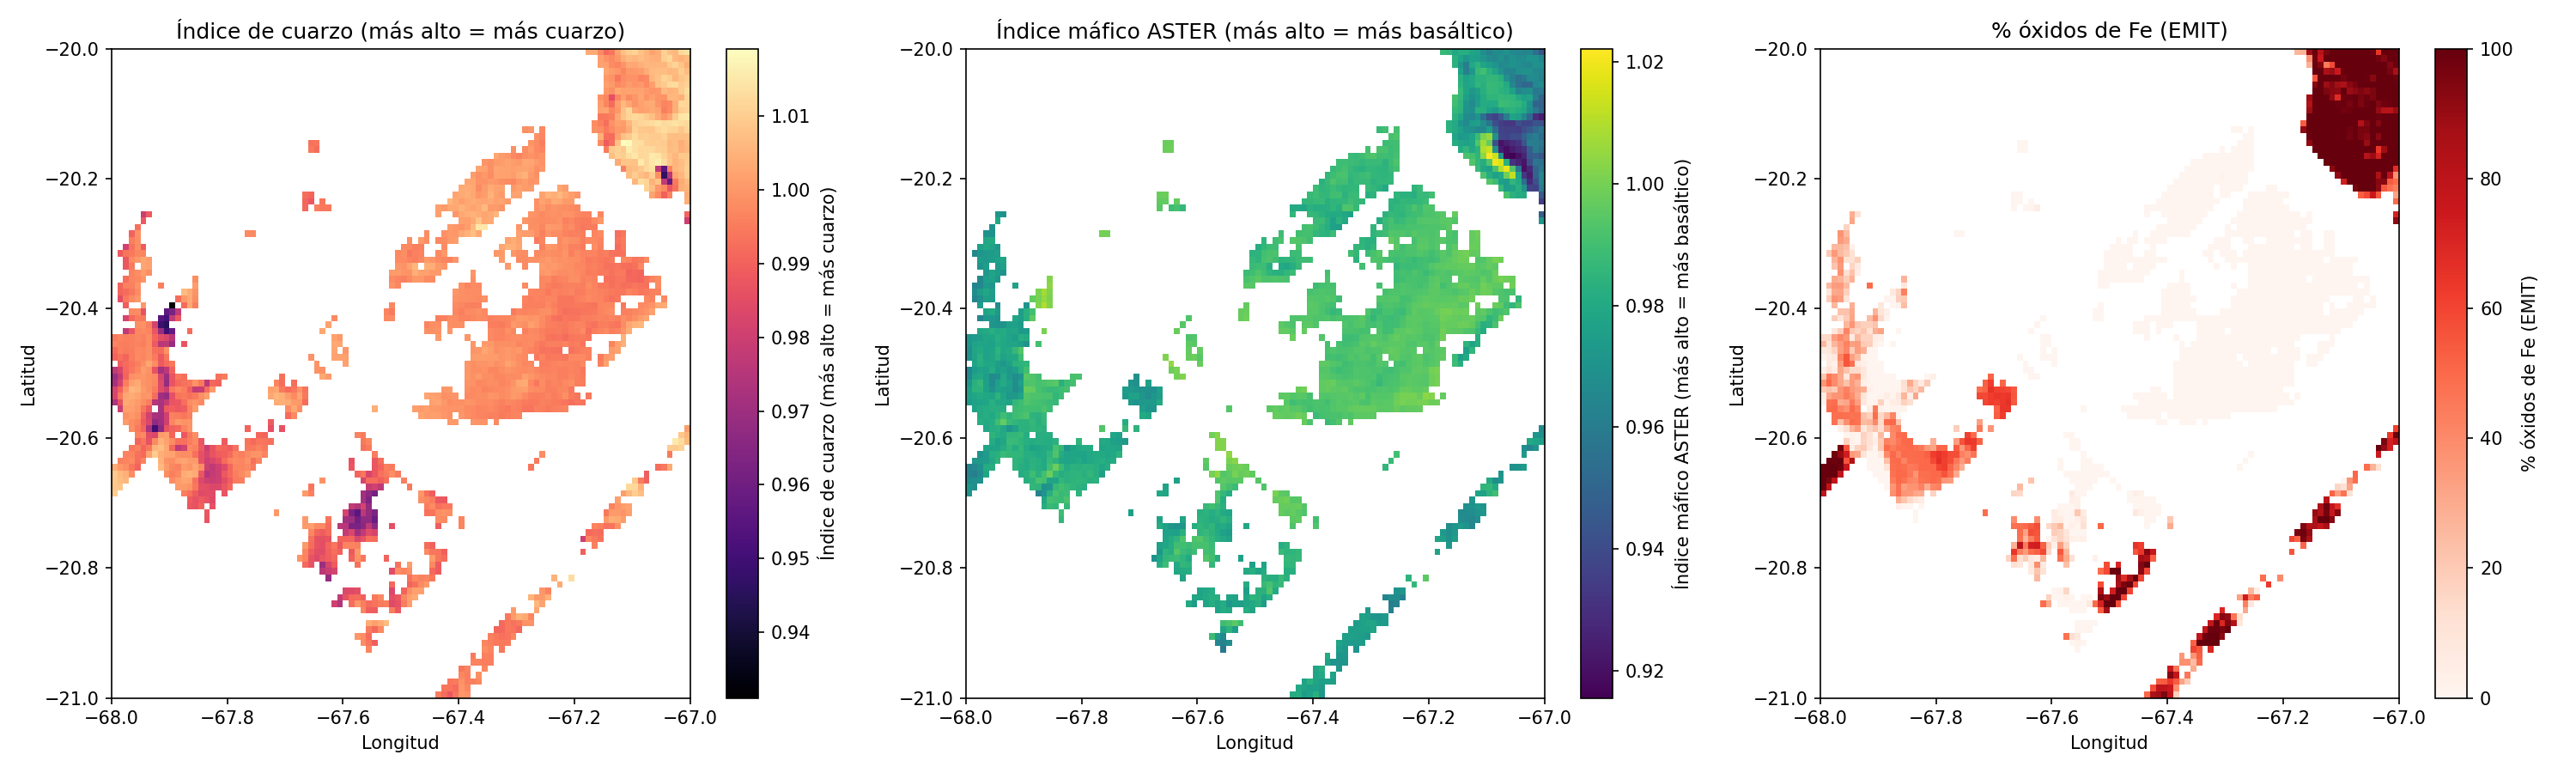 Índice de cuarzo (más alto = más cuarzo)
−20.0
−20.2
−20.4
−20.6
−20.8
−21.0
Latitud
−68.0 −67.8 −67.6 −67.4 −67.2 −67.0
Longitud
1.01
1.00
0.99
0.98
0.97
0.96
0.95
0.94
Índice de cuarzo (más alto = más cuarzo)
Índice máfico ASTER (más alto = más basáltico)
−20.0
−20.2
−20.4
−20.6
−20.8
−21.0
Latitud
−68.0 −67.8 −67.6 −67.4 −67.2 −67.0
Longitud
1.02
1.00
0.98
0.96
0.94
0.92
Índice máfico ASTER (más alto = más basáltico)
% óxidos de Fe (EMIT)
−20.0
−20.2
−20.4
−20.6
−20.8
−21.0
Latitud
−68.0 −67.8 −67.6 −67.4 −67.2 −67.0
Longitud
100
80
60
40
20
0
% óxidos de Fe (EMIT)